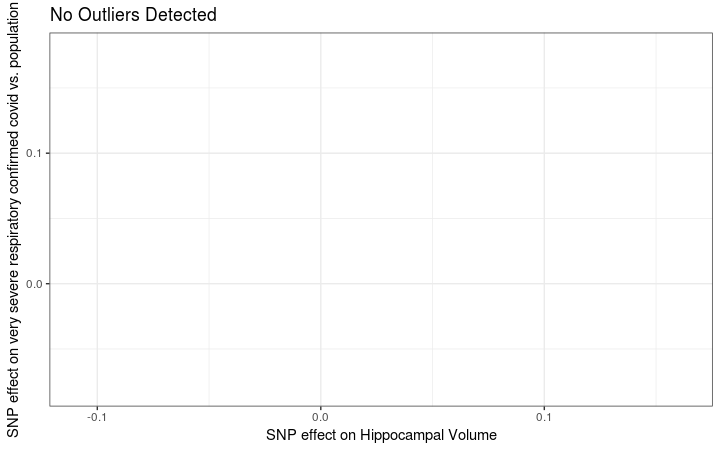 No Outliers Detected
SNP effect on very severe respiratory confirmed covid vs. population
0.1
0.0
-0.1
0.0
0.1
SNP effect on Hippocampal Volume